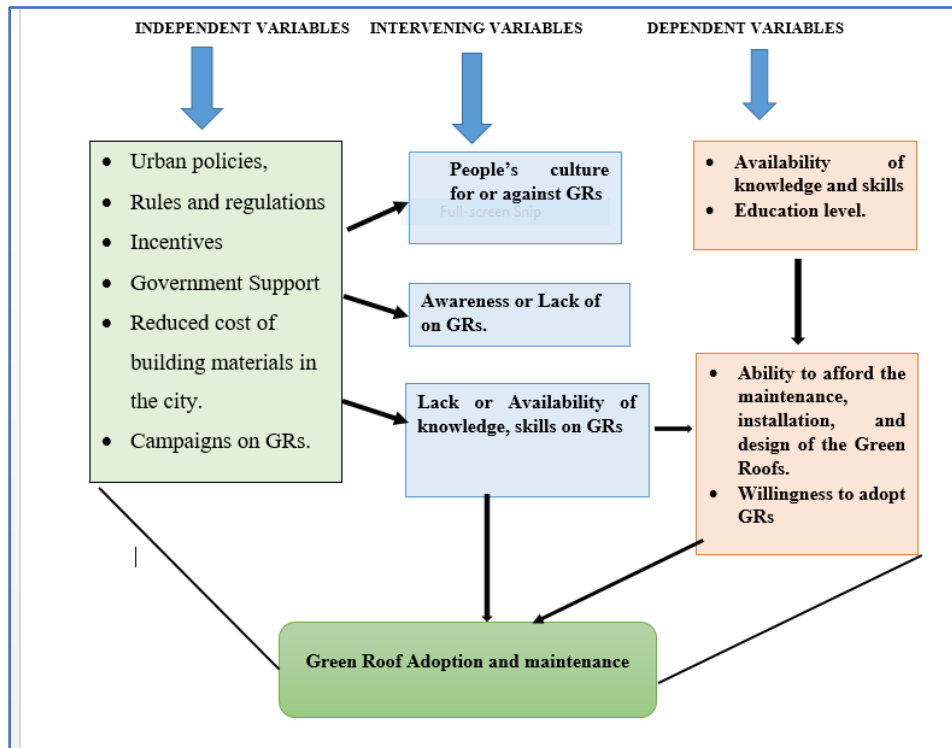 INDEPENDENT VARIABLES
INTERVENING VARIABLES
DEPENDENT VARIABLES
• Urban policies,
• Rules and regulations
• Incentives
• Government Support
• Reduced cost of
building materials in
the city.
• Campaigns on GRs.
People's culture
for or against GRs
Full-screen Snip
Awareness or Lack of
on GRs.
Lack or Availability of
knowledge, skills on GRs
• Availability of
knowledge and skills
• Education level.
• Ability to afford the
maintenance,
installation, and
design of the Green
Roofs.
• Willingness to adopt
GRs
Green Roof Adoption and maintenance